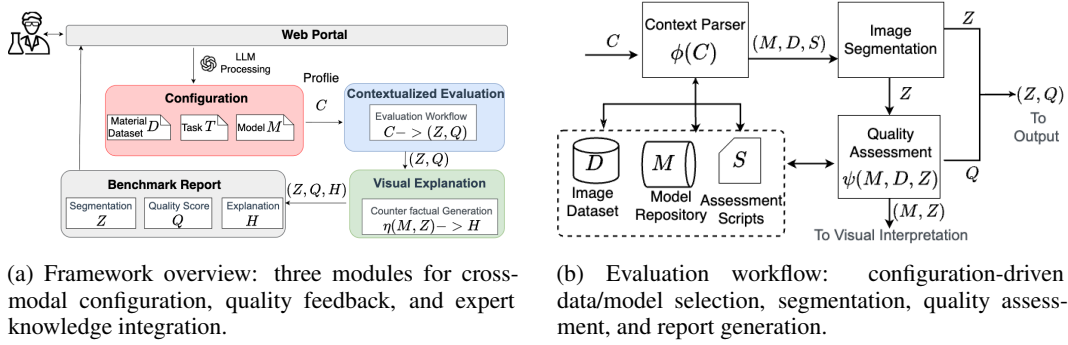 Web Portal
LLM
Processing
Proflie
C
Configuration
Material
Dataset D
Task T
Model M
Contextualized Evaluation
Evaluation Workflow
C− > (Z, Q)
(Z, Q)
Visual Explanation
Counter factual Generation
η(M, Z)− > H
(Z, Q, H)
Benchmark Report
Segmentation
Z
Quality Score
Q
Explanation
H
(a) Framework overview: three modules for cross-
modal configuration, quality feedback, and expert
knowledge integration.
C
Context Parser
ϕ(C)
(M, D, S)
Image
Segmentation
Z
Z
(Z, Q)
To
Output
Quality
Assessment
ψ(M, D, Z)
Q
D
Image
Dataset
M
Model
Repository
S
Assessment
Scripts
(M, Z)
To Visual Interpretation
(b) Evaluation workflow: configuration-driven
data/model selection, segmentation, quality assess-
ment, and report generation.